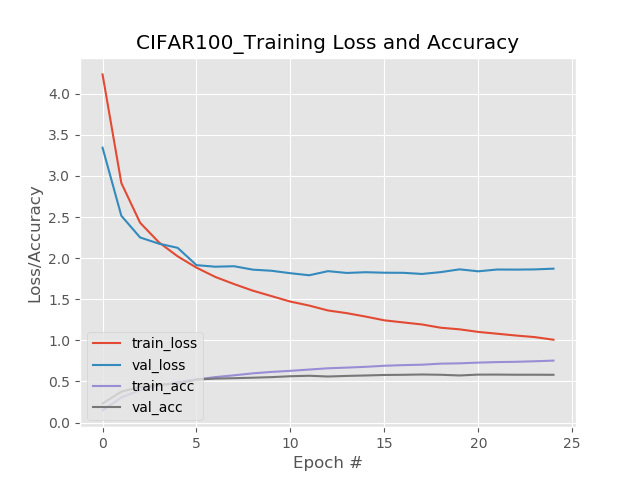 CIFAR100_Training Loss and Accuracy
4.0
3.5
3.0
2.5
2.0
1.5
1.0
0.5
0.0
Loss/Accuracy
train_loss
val_loss
train_acc
val_acc
0
5
10
15
20
25
Epoch #